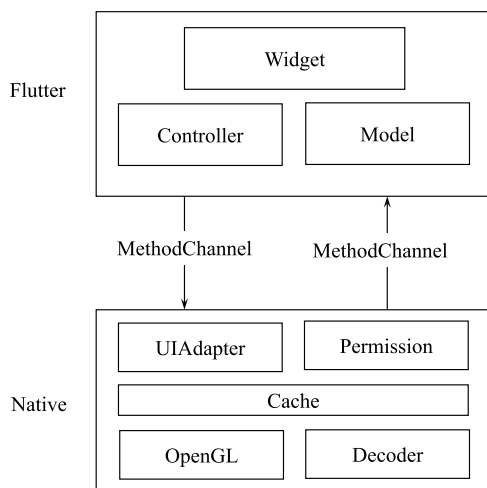 Widget
Flutter
Controller
Model
MethodChannel
MethodChannel
UIAdapter
Permission
Native
Cache
OpenGL
Decoder